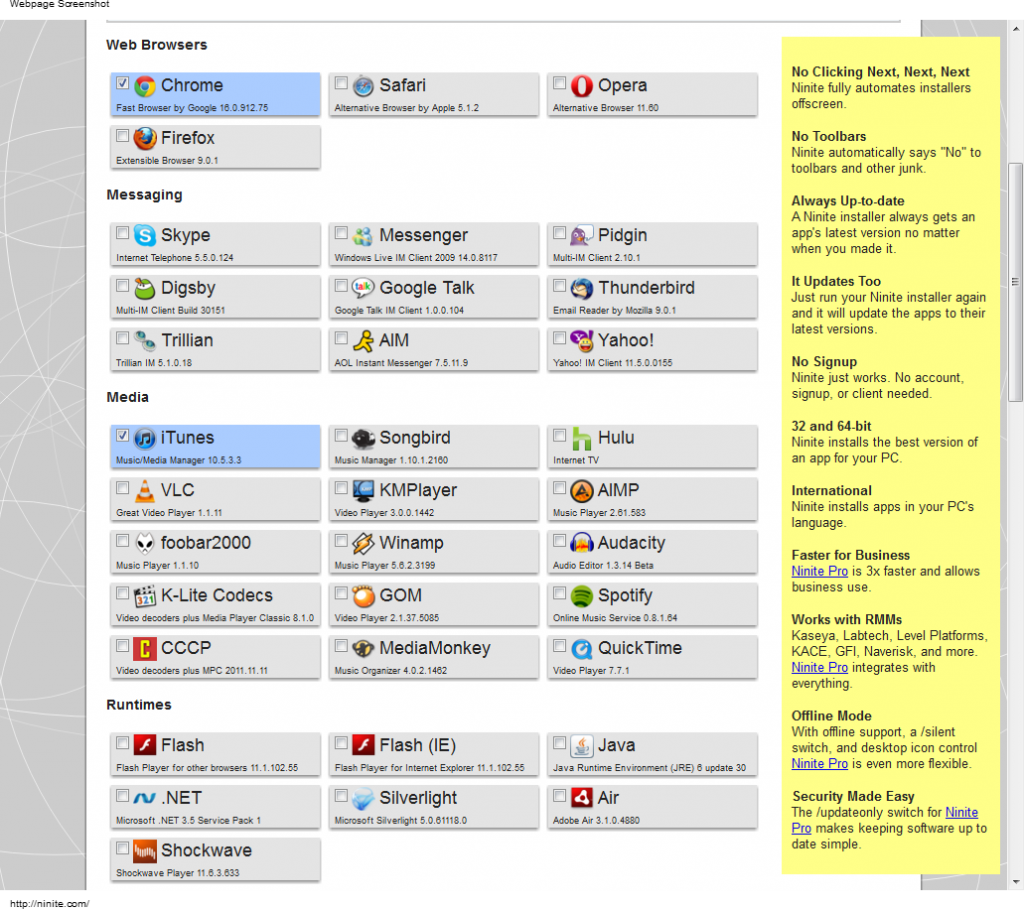 Webpage Screenshot
Web Browsers
Chrome
Fast Browser by Google 16.0.912.75
Safari
Alternative Browser by Apple 5.1.2
Opera
Alternative Browser 11.60
Firefox
Extensible Browser 9.0.1
Messaging
Skype
Internet Telephone 5.5.0.124
Messenger
Windows Live IM Client 2009 14.0.8117
Pidgin
Multi-IM Client 2.10.1
Digsby
Multi-IM Client Build 30151
talk
Google Talk
Google Talk IM Client 1.0.0.104
Thunderbird
Email Reader by Mozilla 9.0.1
Trillian
Trillian IM 5.1.0.18
AIM
AOL Instant Messenger 7.5.11.9
Yahoo!
Yahoo! IM Client 11.5.0.0155
Media
iTunes
Music/Media Manager 10.5.3.3
Songbird
Music Manager 1.10.1.2160
Hulu
Internet TV
VLC
Great Video Player 1.1.11
KMPlayer
Video Player 3.0.0.1442
AIMP
Music Player 2.61.583
foobar2000
Music Player 1.1.10
Winamp
Music Player 5.6.2.3199
Audacity
Audio Editor 1.3.14 Beta
321
K-Lite Codecs
Video decoders plus Media Player Classic 8.1.0
GOM
Video Player 2.1.37.5085
Spotify
Online Music Service 0.8.1.64
CCCP
Video decoders plus MPC 2011.11.11
MediaMonkey
Music Organizer 4.0.2.1462
QuickTime
Video Player 7.7.1
Runtimes
Flash
Flash Player for other browsers 11.1.102.55
Flash (IE)
Flash Player for Internet Explorer 11.1.102.55
Java
Java Runtime Environment (JRE) 6 update 30
.NET
Microsoft .NET 3.5 Service Pack 1
Silverlight
Microsoft Silverlight 5.0.61118.0
Air
Adobe Air 3.1.0.4880
Shockwave
Shockwave Player 11.6.3.633
No Clicking Next, Next, Next
Ninite fully automates installers
offscreen.
No Toolbars
Ninite automatically says "No" to
toolbars and other junk.
Always Up-to-date
A Ninite installer always gets an
app's latest version no matter
when you made it.
It Updates Too
Just run your Ninite installer again
and it will update the apps to their
latest versions.
No Signup
Ninite just works. No account,
signup, or client needed.
32 and 64-bit
Ninite installs the best version of
an app for your PC.
International
Ninite installs apps in your PC's
language.
Faster for Business
Ninite Pro is 3x faster and allows
business use.
Works with RMMs
Kaseya, Labtech, Level Platforms,
KACE, GFI, Naverisk, and more.
Ninite Pro integrates with
everything.
Offline Mode
With offline support, a /silent
switch, and desktop icon control
Ninite Pro is even more flexible.
Security Made Easy
The /updateonly switch for Ninite
Pro makes keeping software up to
date simple.
http://ninite.com/